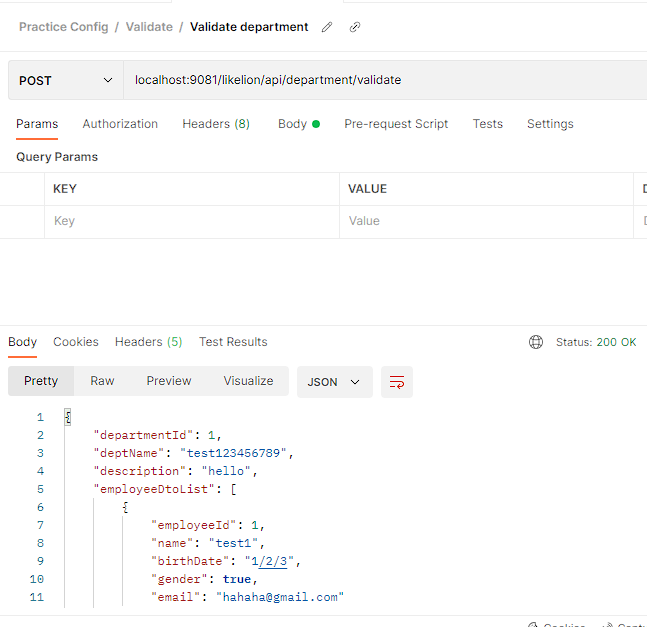 Practice Config / Validate / Validate department
POST localhost:9081/likelion/api/department/validate
Params Authorization Headers (8) Body Pre-request Script Tests Settings
Query Params
KEY VALUE
Key Value
Body Cookies Headers (5) Test Results Status: 200 OK
Pretty Raw Preview Visualize JSON
1 {
2 "departmentId": 1,
3 "deptName": "test123456789",
4 "description": "hello",
5 "employeeDtoList": [
6 {
7 "employeeId": 1,
8 "name": "test1",
9 "birthDate": "1/2/3",
10 "gender": true,
11 "email": "hahaha@gmail.com"